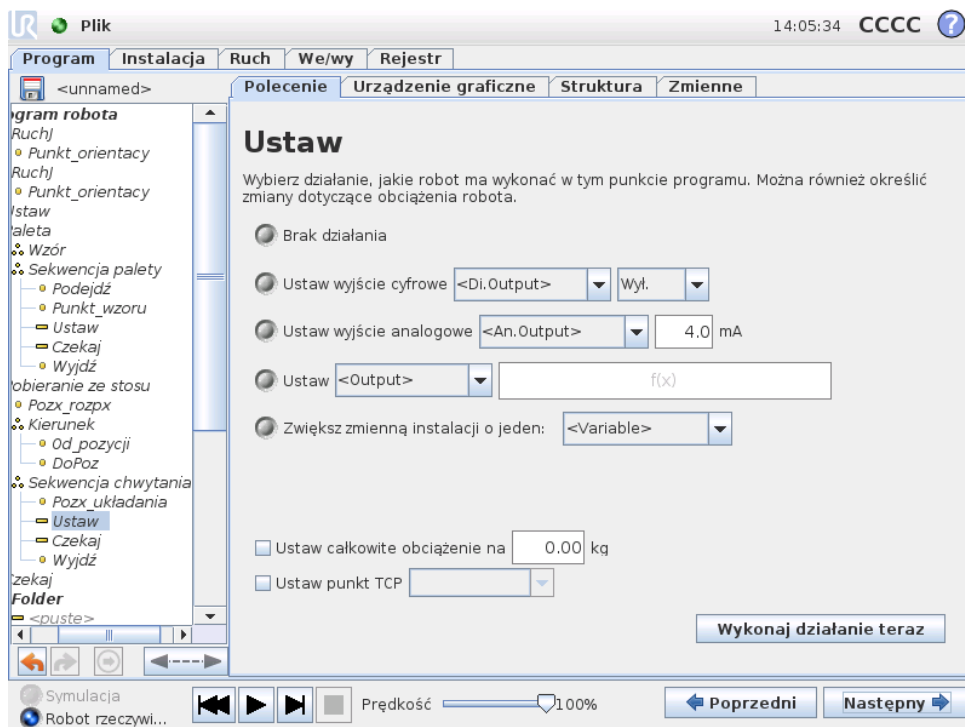 UR Plik 14:05:34 CCCC ?
Program Instalacja Ruch We/wy Rejestr
<unnamed>
Polecenie Urządzenie graficzne Struktura Zmienne
ogram robota
RuchJ
Punkt_orientacy
RuchJ
Punkt_orientacy
Ustaw
Paleta
Wzór
Sekwencja palety
Podejdź
Punkt_wzoru
Ustaw
Czekaj
Wyjdź
Pobieranie ze stosu
Pozx_rozpx
Kierunek
Od_pozycji
DoPoz
Sekwencja chwytania
Pozx_układania
Ustaw
Czekaj
Wyjdź
Czekaj
Folder
<puste>
Ustaw
Wybierz działanie, jakie robot ma wykonać w tym punkcie programu. Można również określić
zmiany dotyczące obciążenia robota.
Brak działania
Ustaw wyjście cyfrowe <Di.Output> Wył.
Ustaw wyjście analogowe <An.Output> 4.0 mA
Ustaw <Output> f(x)
Zwiększ zmienną instalacji o jeden: <Variable>
Ustaw całkowite obciążenie na 0.00 kg
Ustaw punkt TCP
Wykonaj działanie teraz
Symulacja
Robot rzeczywi...
Prędkość 100%
Poprzedni Następny